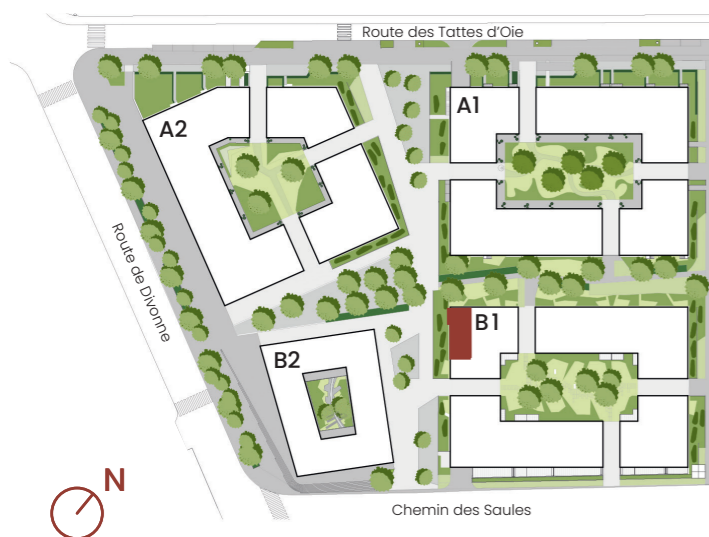 Route des Tattes d'Oie
A2
A1
Route de Divonne
B1
B2
N
Chemin des Saules